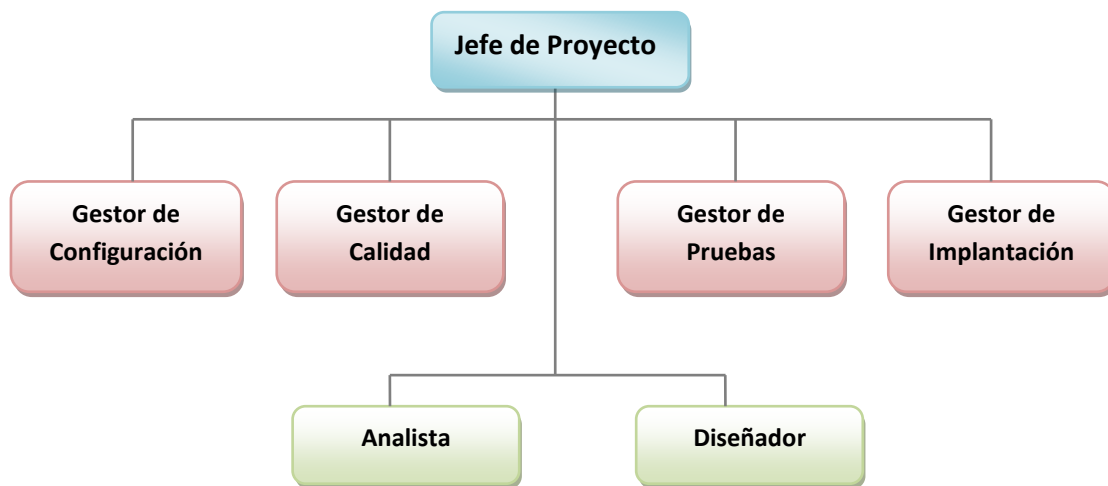 Jefe de Proyecto
Gestor de
Configuración
Gestor de
Calidad
Gestor de
Pruebas
Gestor de
Implantación
Analista
Diseñador